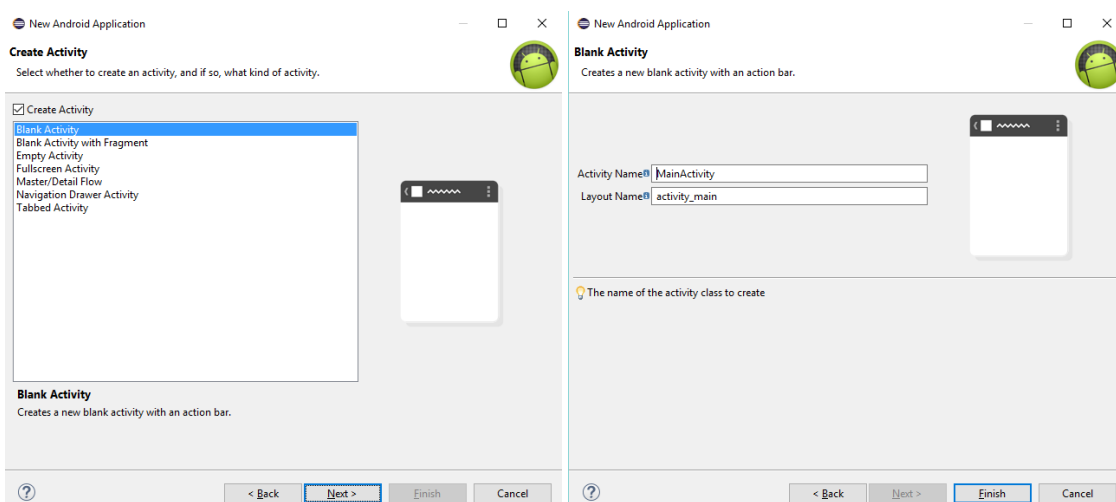 New Android Application
Create Activity
Select whether to create an activity, and if so, what kind of activity.
Create Activity
Blank Activity
Blank Activity with Fragment
Empty Activity
Fullscreen Activity
Master/Detail Flow
Navigation Drawer Activity
Tabbed Activity
Blank Activity
Creates a new blank activity with an action bar.
? < Back Next > Finish Cancel
New Android Application
Blank Activity
Creates a new blank activity with an action bar.
Activity Name MainActivity
Layout Name activity_main
The name of the activity class to create
? < Back Next > Finish Cancel